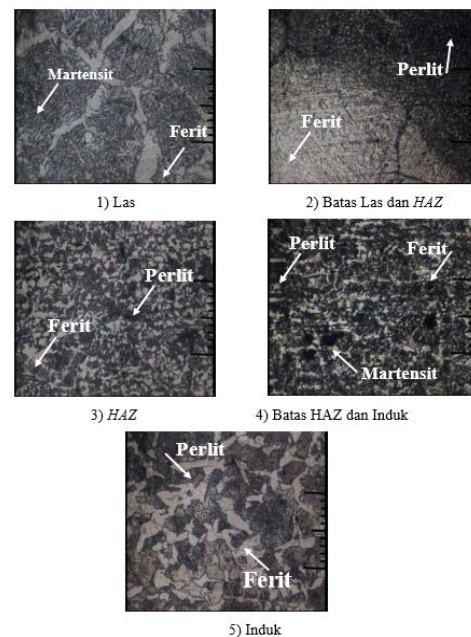 Martensit
Ferit
1) Las
Perlit
Ferit
2) Batas Las dan HAZ
Perlit
Ferit
3) HAZ
Perlit
Ferit
Martensit
4) Batas HAZ dan Induk
Perlit
Ferit
5) Induk